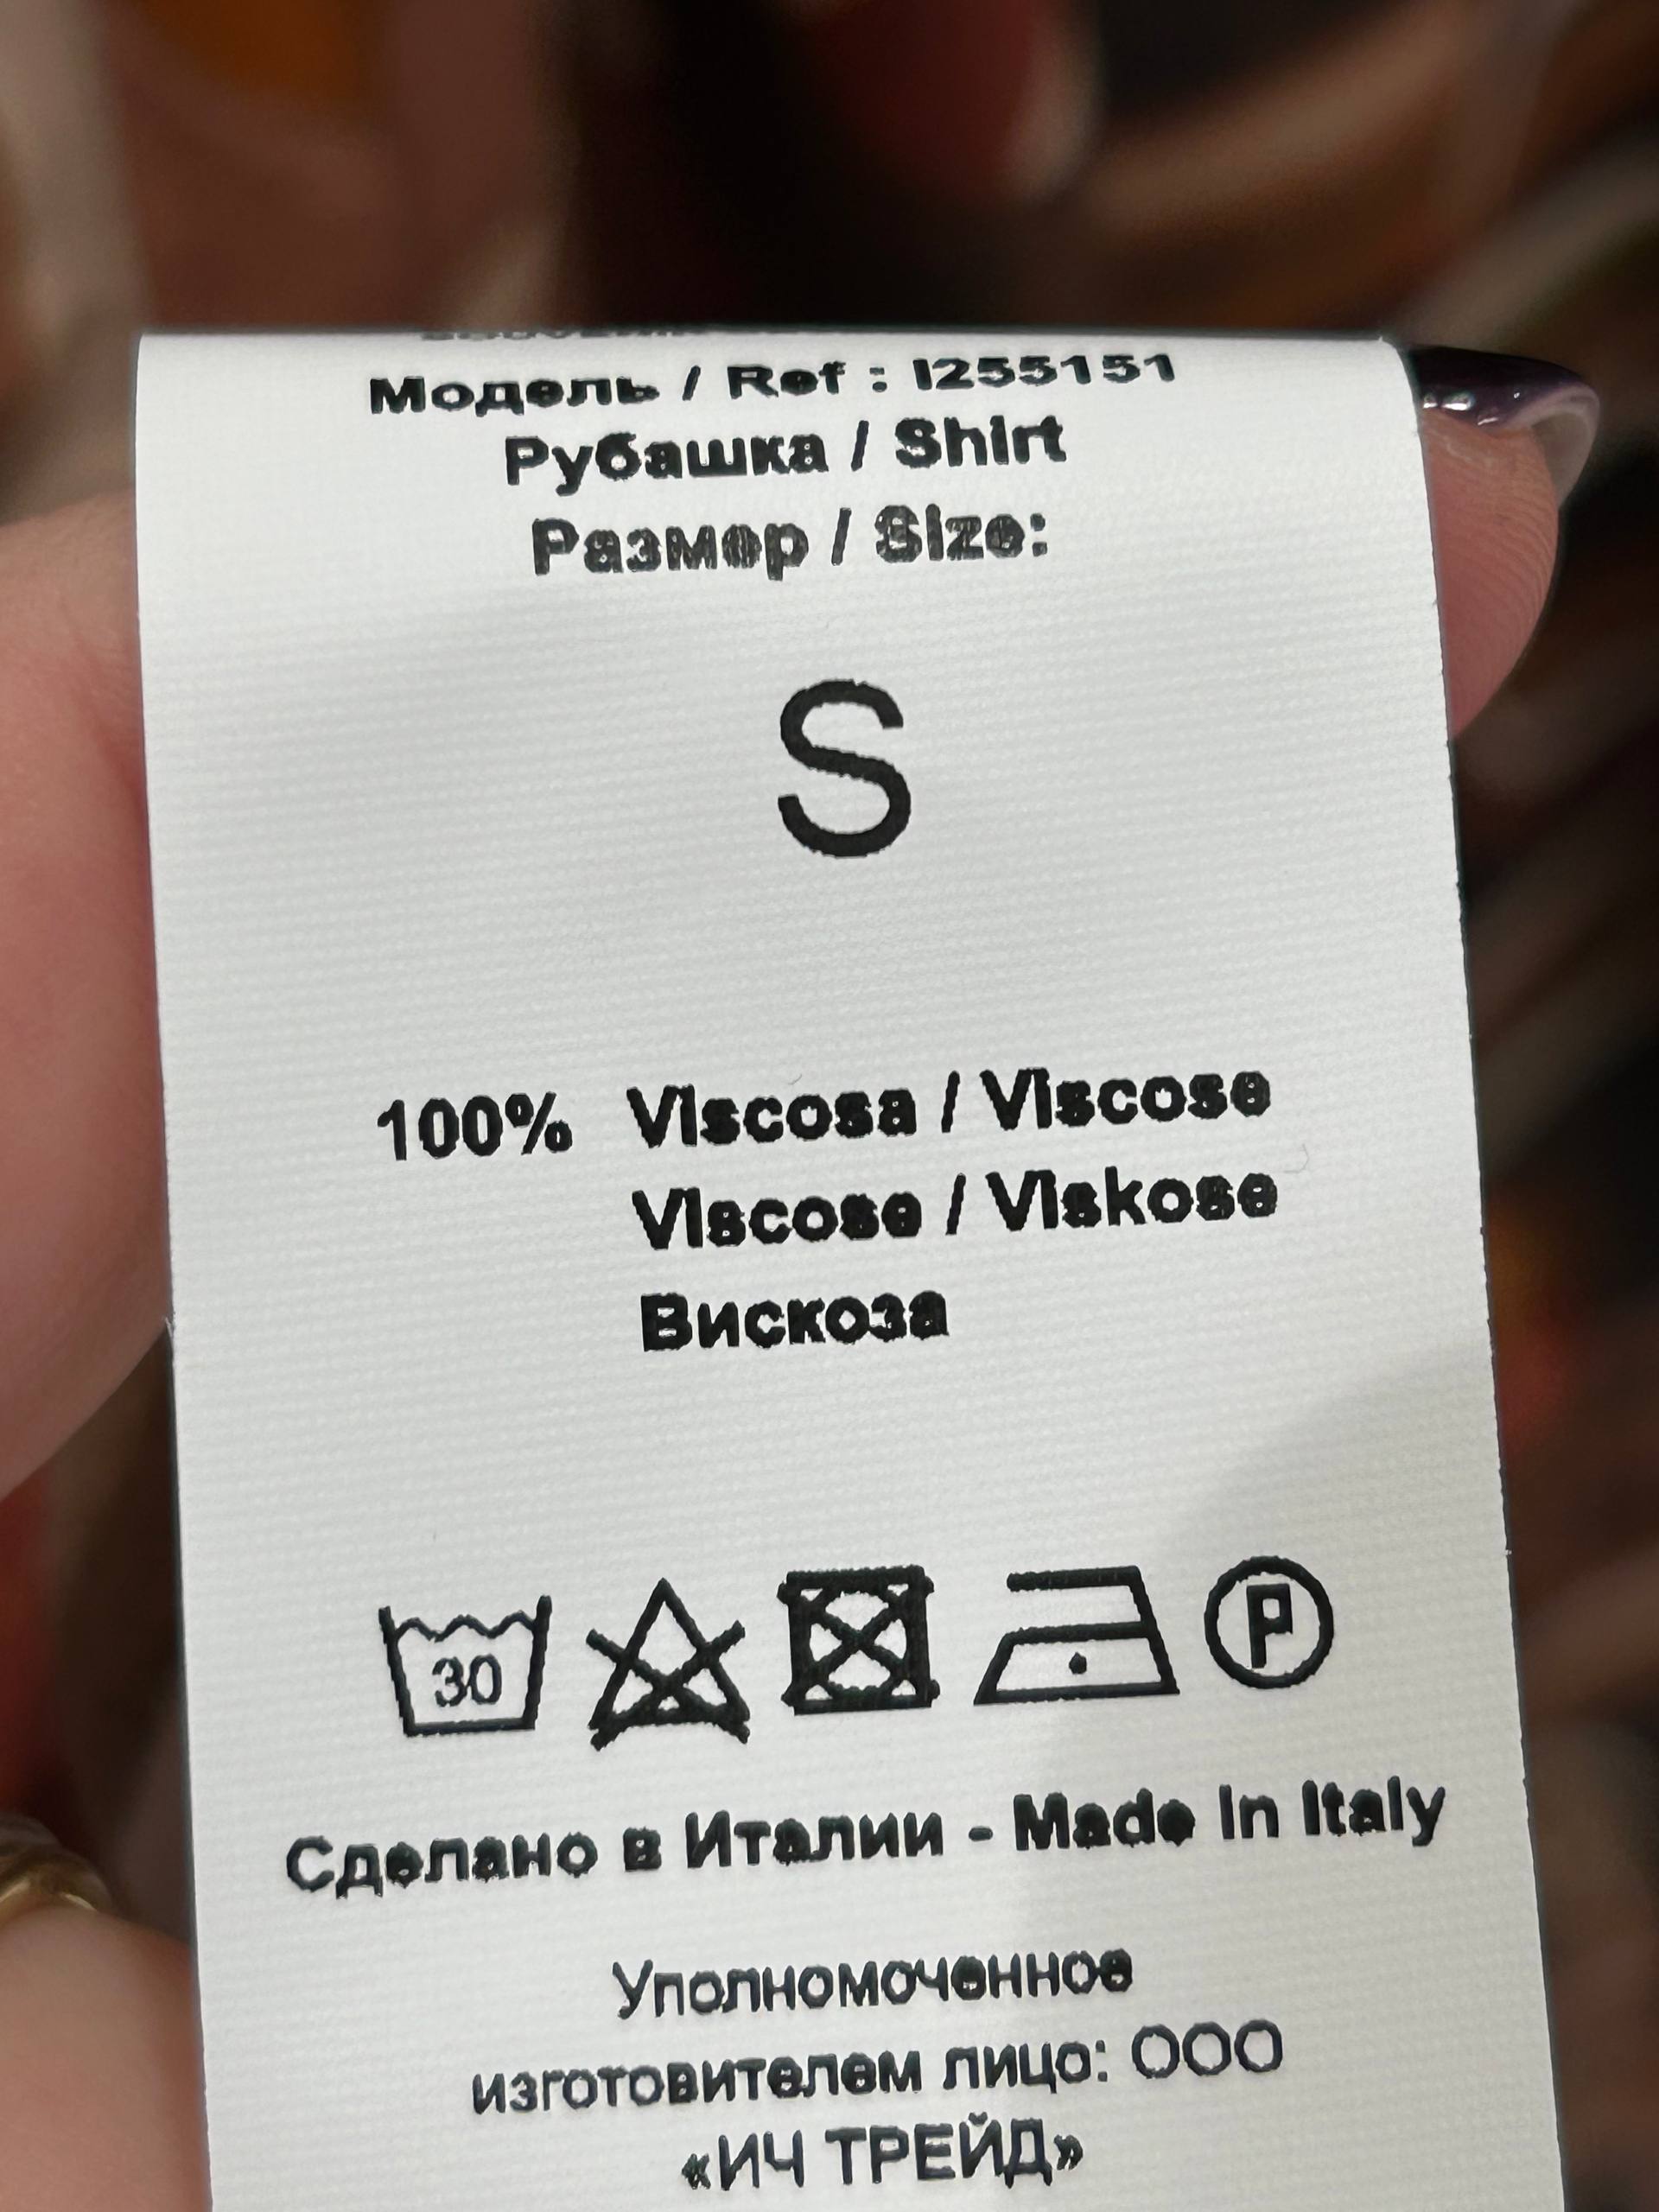 Модель / Ref : I255151
Рубашка / Shirt
Размер / Size:
S
100% Viscosa / Viscose
Viscose / Viskose
Вискоза
30
P
Сделано в Италии - Made In Italy
Уполномоченное
изготовителем лицо: ООО
«ИЧ ТРЕЙД»